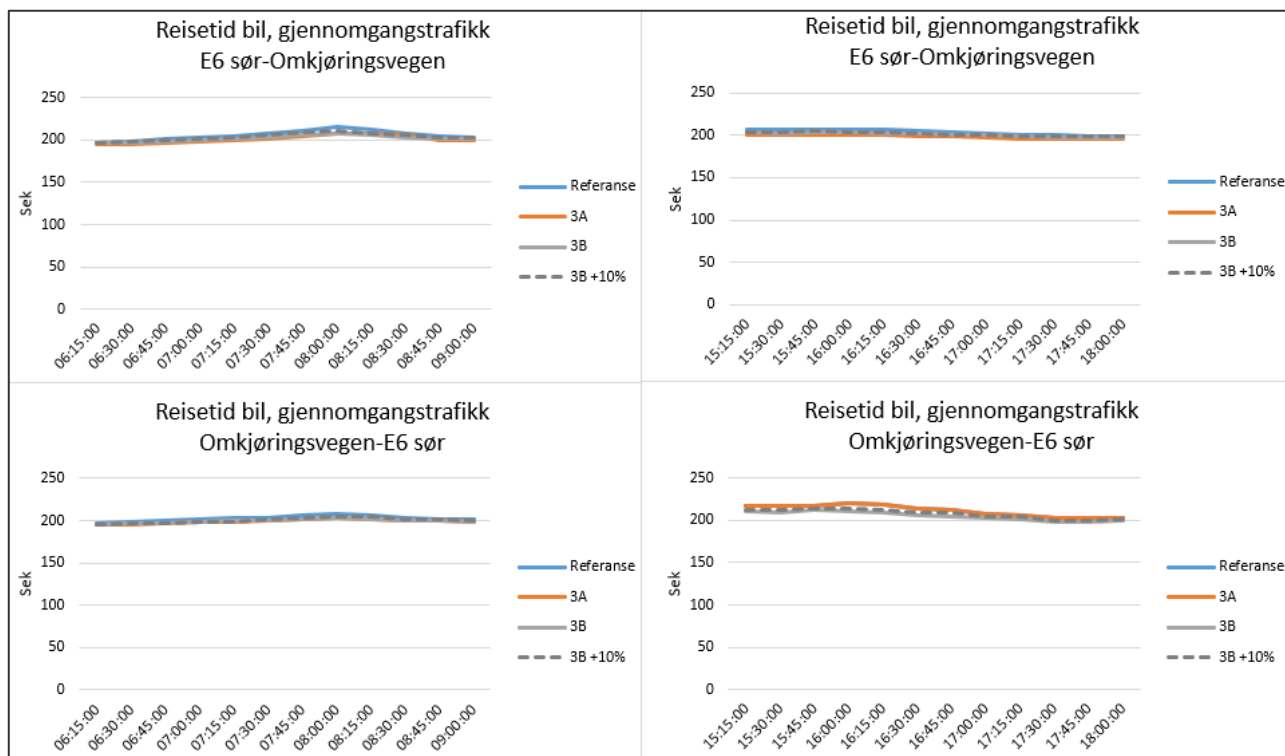 Reisetid bil, gjennomgangstrafikk
E6 sør-Omkjøringsvegen
250
200
150
100
50
0
Sek
06:15:00
06:30:00
06:45:00
07:00:00
07:15:00
07:30:00
07:45:00
08:00:00
08:15:00
08:30:00
08:45:00
09:00:00
Referanse
3A
3B
3B +10%
Reisetid bil, gjennomgangstrafikk
E6 sør-Omkjøringsvegen
250
200
150
100
50
0
Sek
15:15:00
15:30:00
15:45:00
16:00:00
16:15:00
16:30:00
16:45:00
17:00:00
17:15:00
17:30:00
17:45:00
18:00:00
Referanse
3A
3B
3B +10%
Reisetid bil, gjennomgangstrafikk
Omkjøringsvegen-E6 sør
250
200
150
100
50
0
Sek
06:15:00
06:30:00
06:45:00
07:00:00
07:15:00
07:30:00
07:45:00
08:00:00
08:15:00
08:30:00
08:45:00
09:00:00
Referanse
3A
3B
3B +10%
Reisetid bil, gjennomgangstrafikk
Omkjøringsvegen-E6 sør
250
200
150
100
50
0
Sek
15:15:00
15:30:00
15:45:00
16:00:00
16:15:00
16:30:00
16:45:00
17:00:00
17:15:00
17:30:00
17:45:00
18:00:00
Referanse
3A
3B
3B +10%